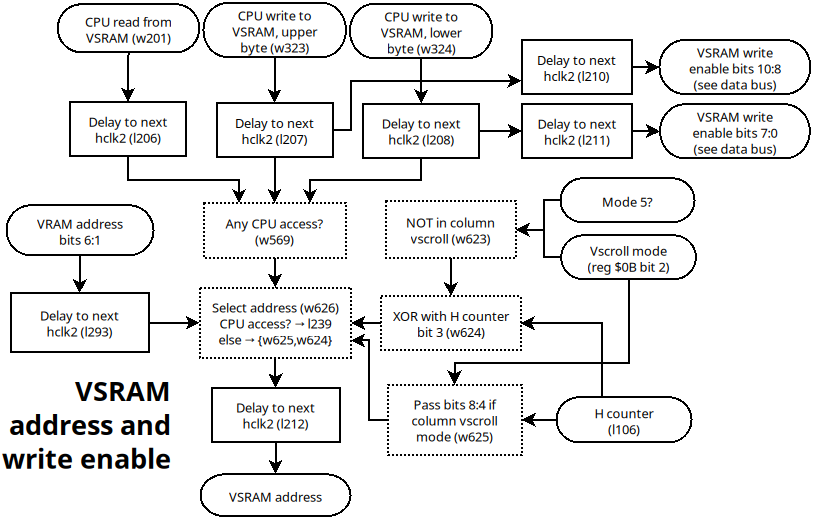 CPU read from
VSRAM (w201)
CPU write to
VSRAM, upper
byte (w323)
CPU write to
VSRAM, lower
byte (w324)
Delay to next
hclk2 (l210)
VSRAM write
enable bits 10:8
(see data bus)
Delay to next
hclk2 (l206)
Delay to next
hclk2 (l207)
Delay to next
hclk2 (l208)
Delay to next
hclk2 (l211)
VSRAM write
enable bits 7:0
(see data bus)
VRAM address
bits 6:1
Any CPU access?
(w569)
NOT in column
vscroll (w623)
Mode 5?
Vscroll mode
(reg $0B bit 2)
Delay to next
hclk2 (l293)
Select address (w626)
CPU access? → l239
else → {w625,w624}
XOR with H counter
bit 3 (w624)
VSRAM
address and
write enable
Delay to next
hclk2 (l212)
Pass bits 8:4 if
column vscroll
mode (w625)
H counter
(l106)
VSRAM address